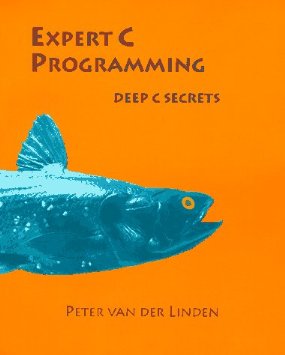 EXPERT C
PROGRAMMING
DEEP C SECRETS
PETER VAN DER LINDEN